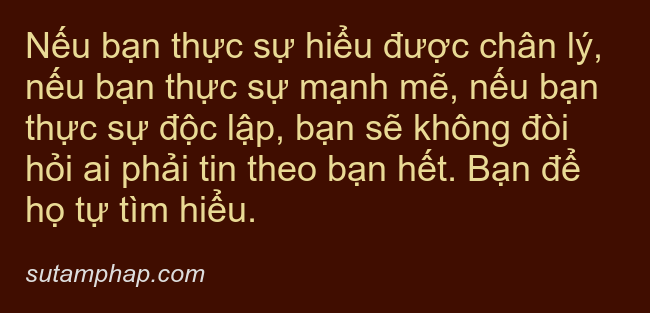 Nếu bạn thực sự hiểu được chân lý,
nếu bạn thực sự mạnh mẽ, nếu bạn
thực sự độc lập, bạn sẽ không đòi
hỏi ai phải tin theo bạn hết. Bạn để
họ tự tìm hiểu.
sutamphap.com